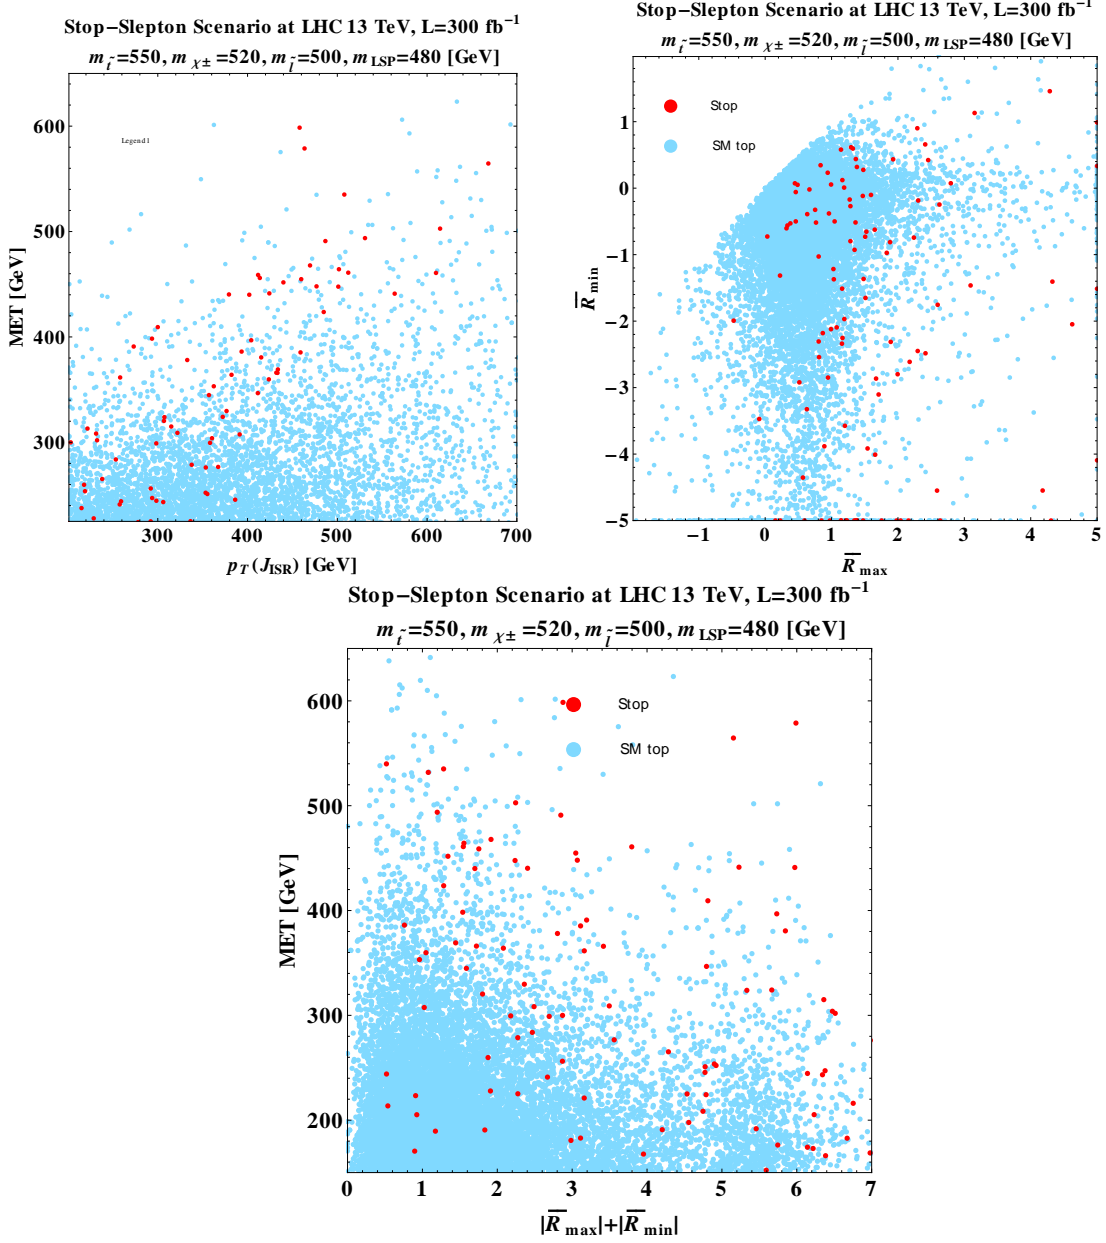 Stop−Slepton Scenario at LHC 13 TeV, L=300 fb⁻¹
m_t̃=550, m_χ±=520, m_l̃=500, m_LSP=480 [GeV]
Legend1
600
500
400
300
MET [GeV]
300 400 500 600 700
p_T(J_ISR) [GeV]
Stop−Slepton Scenario at LHC 13 TeV, L=300 fb⁻¹
m_t̃=550, m_χ±=520, m_l̃=500, m_LSP=480 [GeV]
Stop
SM top
1
0
−1
−2
−3
−4
−5
R̅_min
−1 0 1 2 3 4 5
R̅_max
Stop−Slepton Scenario at LHC 13 TeV, L=300 fb⁻¹
m_t̃=550, m_χ±=520, m_l̃=500, m_LSP=480 [GeV]
Stop
SM top
600
500
400
300
200
MET [GeV]
0 1 2 3 4 5 6 7
|R̅_max|+|R̅_min|